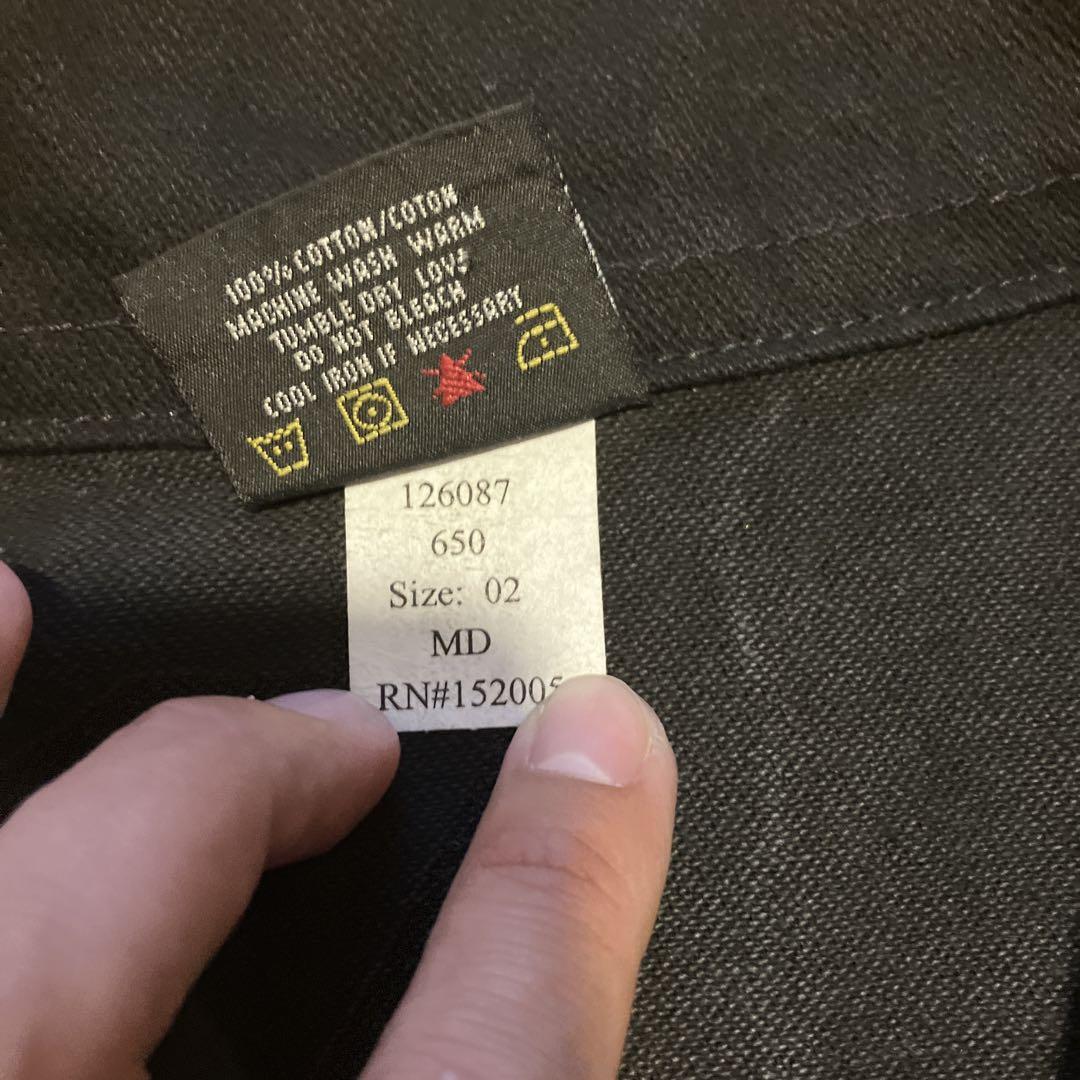 100% COTTON/COTON
MACHINE WASH WARM
TUMBLE DRY LOW
DO NOT BLEACH
COOL IRON IF NECESSARY
126087
650
Size: 02
MD
RN#152005